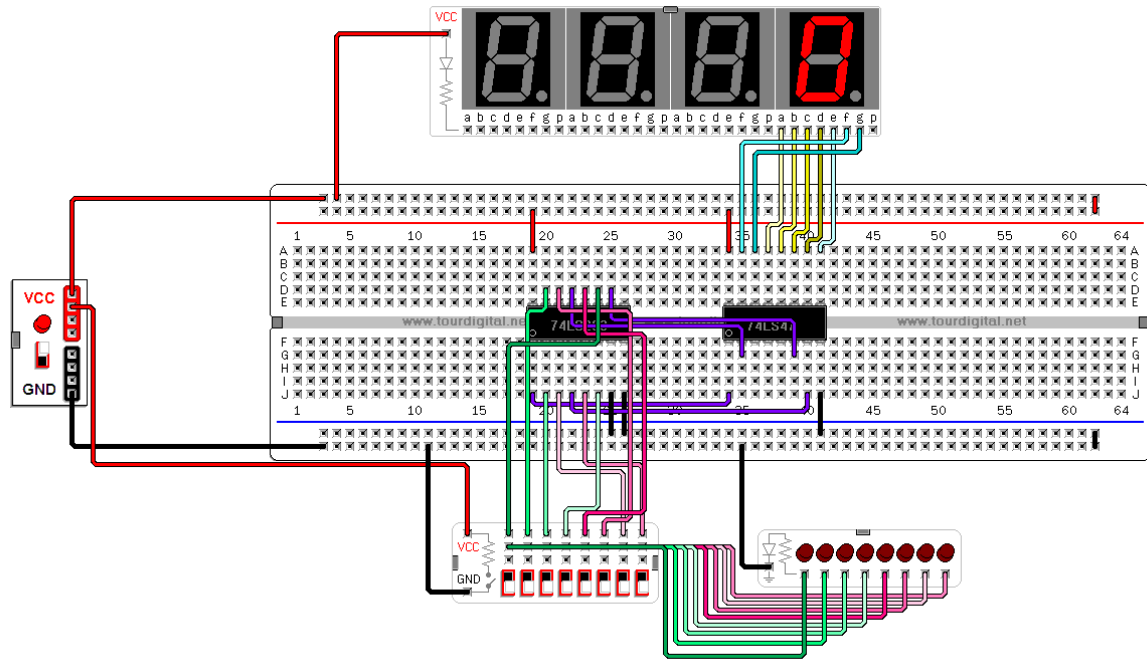 VCC
a b c d e f g p a b c d e f g p a b c d e f g p a b c d e f g p
1 5 10 15 20 25 30 35 40 45 50 55 60 64
A
B
C
D
E
VCC
GND
www.tourdigital.net
74LS47
www.tourdigital.net
F
G
H
I
J
1 5 10 15 20 25 30 35 40 45 50 55 60 64
VCC
GND